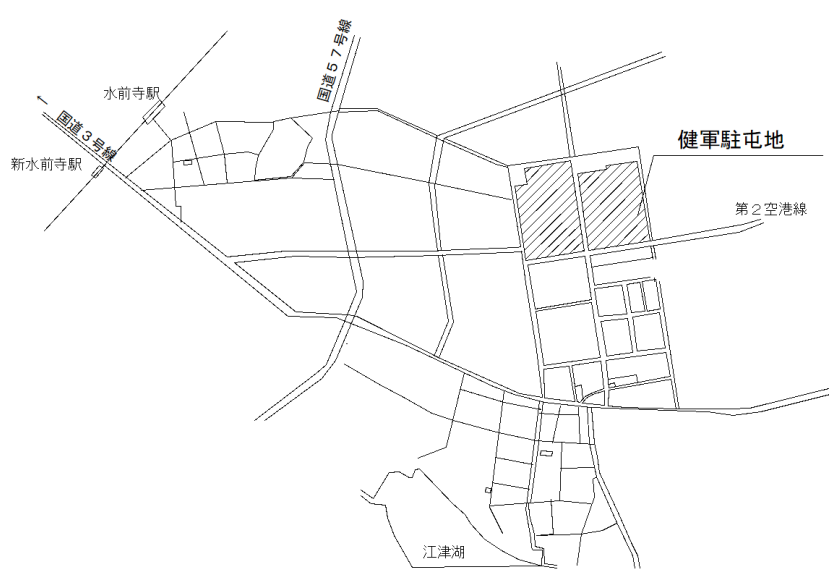 国道57号線
水前寺駅
国道3号線
新水前寺駅
健軍駐屯地
第2空港線
江津湖